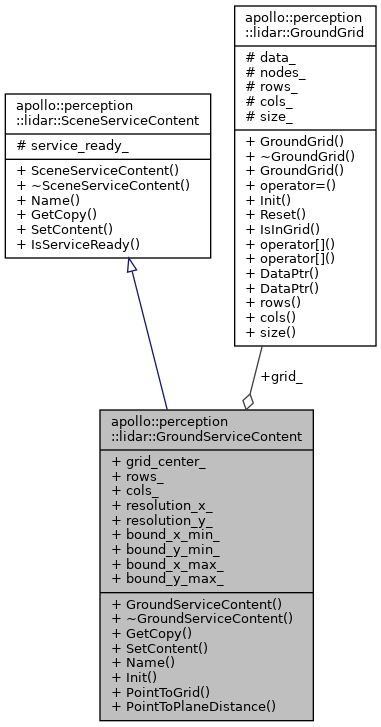 apollo::perception
::lidar::GroundGrid
# data_
# nodes_
# rows_
# cols_
# size_
+ GroundGrid()
+ ~GroundGrid()
+ GroundGrid()
+ operator=()
+ Init()
+ Reset()
+ IsInGrid()
+ operator[]()
+ operator[]()
+ DataPtr()
+ DataPtr()
+ rows()
+ cols()
+ size()
apollo::perception
::lidar::SceneServiceContent
# service_ready_
+ SceneServiceContent()
+ ~SceneServiceContent()
+ Name()
+ GetCopy()
+ SetContent()
+ IsServiceReady()
+grid_
apollo::perception
::lidar::GroundServiceContent
+ grid_center_
+ rows_
+ cols_
+ resolution_x_
+ resolution_y_
+ bound_x_min_
+ bound_y_min_
+ bound_x_max_
+ bound_y_max_
+ GroundServiceContent()
+ ~GroundServiceContent()
+ GetCopy()
+ SetContent()
+ Name()
+ Init()
+ PointToGrid()
+ PointToPlaneDistance()